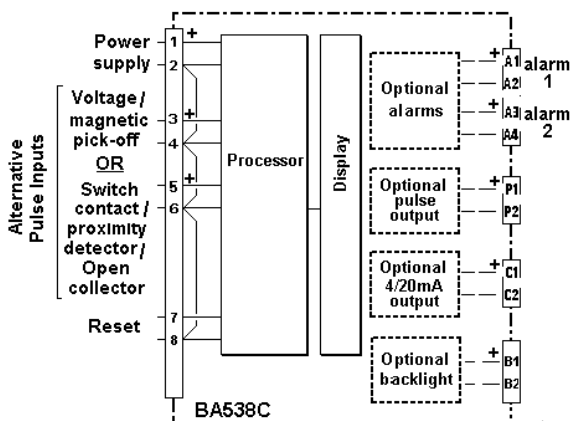 Power
supply
Alternative
Pulse Inputs
Voltage/
magnetic
pick-off
OR
Switch
contact/
proximity
detector/
Open
collector
Reset
1 +
2
3 +
4
5 +
6
7
8
Processor
Display
Optional
alarms
+ A1
A2
alarm
1
+ A3
A4
alarm
2
Optional
pulse
output
+ P1
P2
Optional
4/20mA
output
+ C1
C2
Optional
backlight
+ B1
B2
BA538C